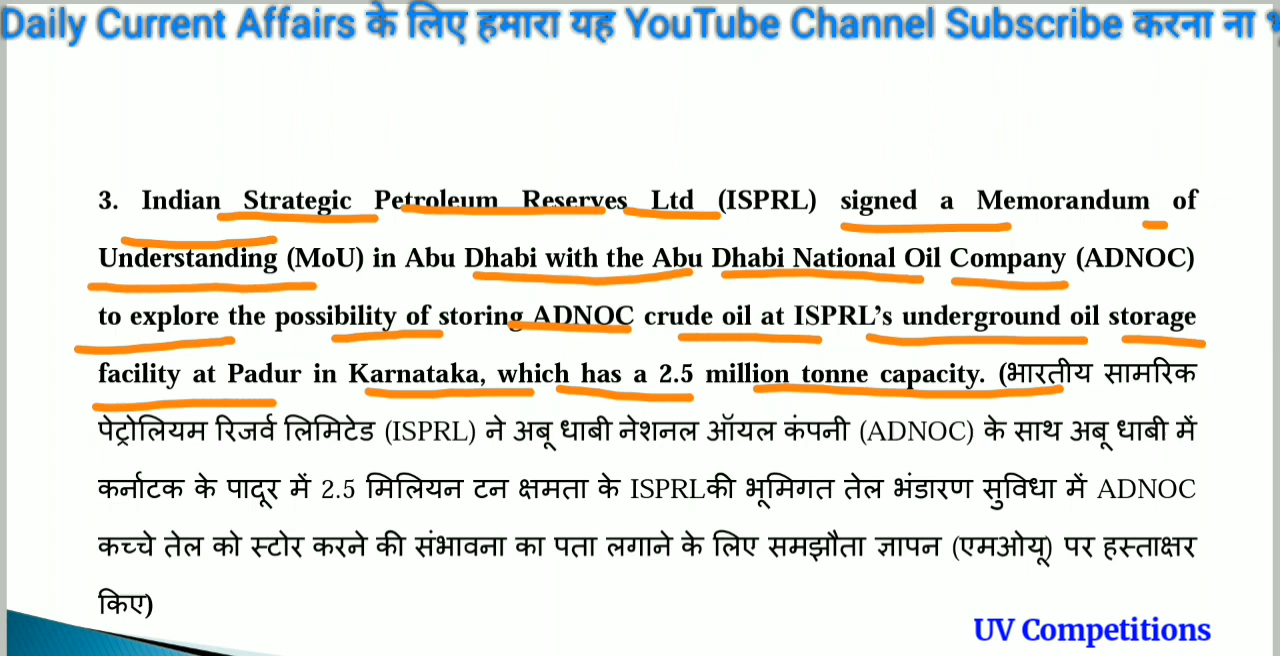 Daily Current Affairs के लिए हमारा यह YouTube Channel Subscribe करना ना
3. Indian Strategic Petroleum Reserves Ltd (ISPRL) signed a Memorandum of
Understanding (MoU) in Abu Dhabi with the Abu Dhabi National Oil Company (ADNOC)
to explore the possibility of storing ADNOC crude oil at ISPRL’s underground oil storage
facility at Padur in Karnataka, which has a 2.5 million tonne capacity. (भारतीय सामरिक
पेट्रोलियम रिजर्व लिमिटेड (ISPRL) ने अबू धाबी नेशनल ऑयल कंपनी (ADNOC) के साथ अबू धाबी में
कर्नाटक के पादूर में 2.5 मिलियन टन क्षमता के ISPRLकी भूमिगत तेल भंडारण सुविधा में ADNOC
कच्चे तेल को स्टोर करने की संभावना का पता लगाने के लिए समझौता ज्ञापन (एमओयू) पर हस्ताक्षर
किए)
UV Competitions